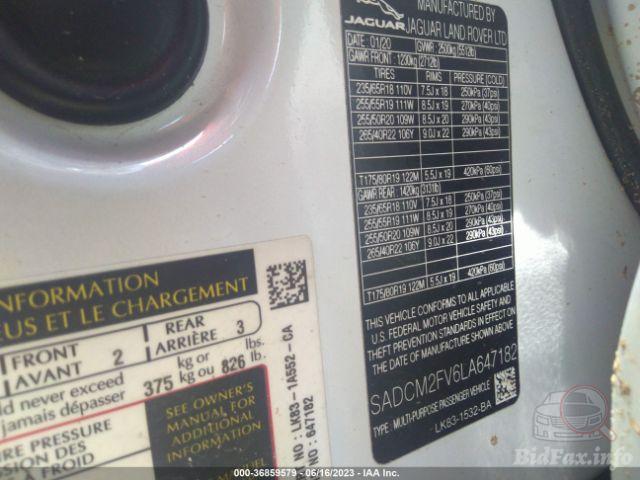 MANUFACTURED BY
JAGUAR JAGUAR LAND ROVER LTD
DATE: 01/20 GVWR 2500kg (5512lb)
GAWR FRONT 1230kg (2712lb)
TIRES RIMS PRESSURE (COLD)
235/65R18 110V 7.5J x 18 250kPa (37psi)
255/55R19 111W 8.5J x 19 270kPa (40psi)
255/50R20 109W 8.5J x 20 290kPa (43psi)
265/40R22 106Y 9.0J x 22 290kPa (43psi)
T175/80R19 122M 5.5J x 19 420kPa (60psi)
GAWR REAR 1420kg (3131lb)
235/65R18 110V 7.5J x 18 250kPa (37psi)
255/55R19 111W 8.5J x 19 270kPa (40psi)
255/50R20 109W 8.5J x 20 290kPa (43psi)
265/40R22 106Y 9.0J x 22 290kPa (43psi)
T175/80R19 122M 5.5J x 19 420kPa (60psi)
THIS VEHICLE CONFORMS TO ALL APPLICABLE
U.S. FEDERAL MOTOR VEHICLE SAFETY AND
THEFT PREVENTION STANDARDS IN EFFECT ON
THE DATE OF MANUFACTURE SHOWN ABOVE.
SADCM2FV6LA647182
TYPE: MULTI-PURPOSE PASSENGER VEHICLE
LK83-1532-BA
INFORMATION
EUS ET LE CHARGEMENT
FRONT 2 REAR 3
AVANT ARRIÈRE
ld never exceed 375 kg or 826 lbs.
jamais dépasser kg ou lb.
SEE OWNER'S
MANUAL FOR
ADDITIONAL
INFORMATION
RE PRESSURE
SSION DES
FROID
NO : LK83-1A552-CA
: 647182
000-36859579 - 06/16/2023 - IAA Inc.
BidFax.info